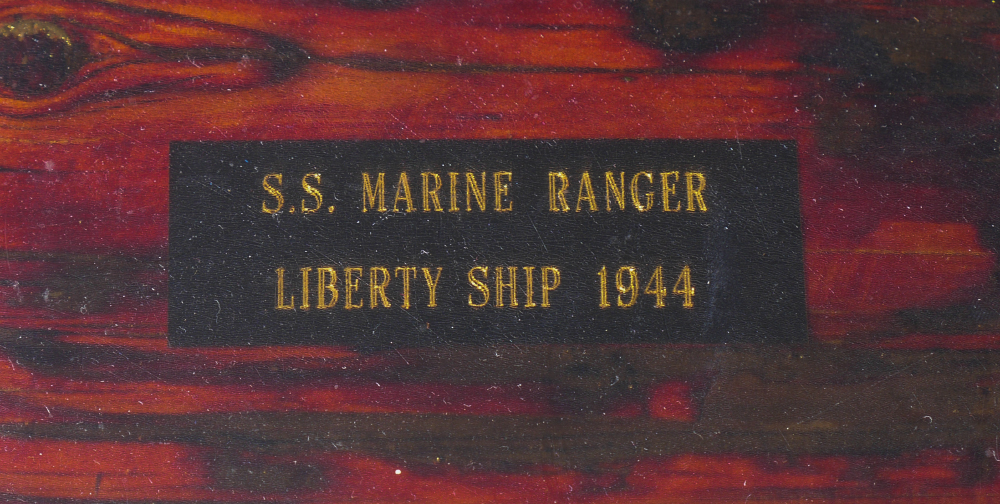 S.S. MARINE RANGER
LIBERTY SHIP 1944